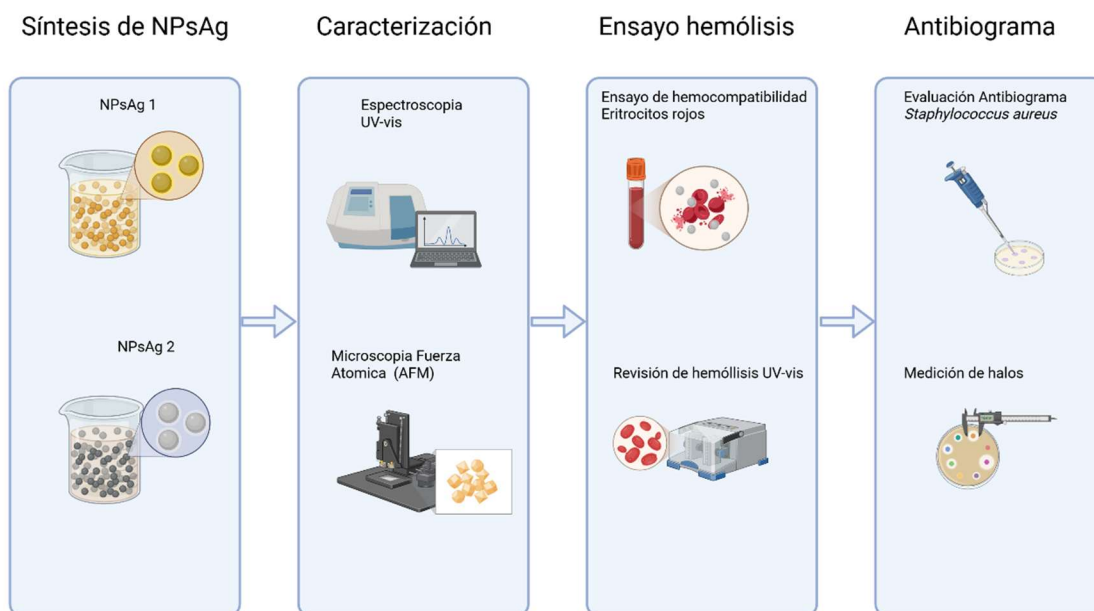 Síntesis de NPsAg
Caracterización
Ensayo hemólisis
Antibiograma
NPsAg 1
NPsAg 2
Espectroscopia
UV-vis
Microscopia Fuerza
Atomica (AFM)
Ensayo de hemocompatibilidad
Eritrocitos rojos
Revisión de hemóllisis UV-vis
Evaluación Antibiograma
Staphylococcus aureus
Medición de halos